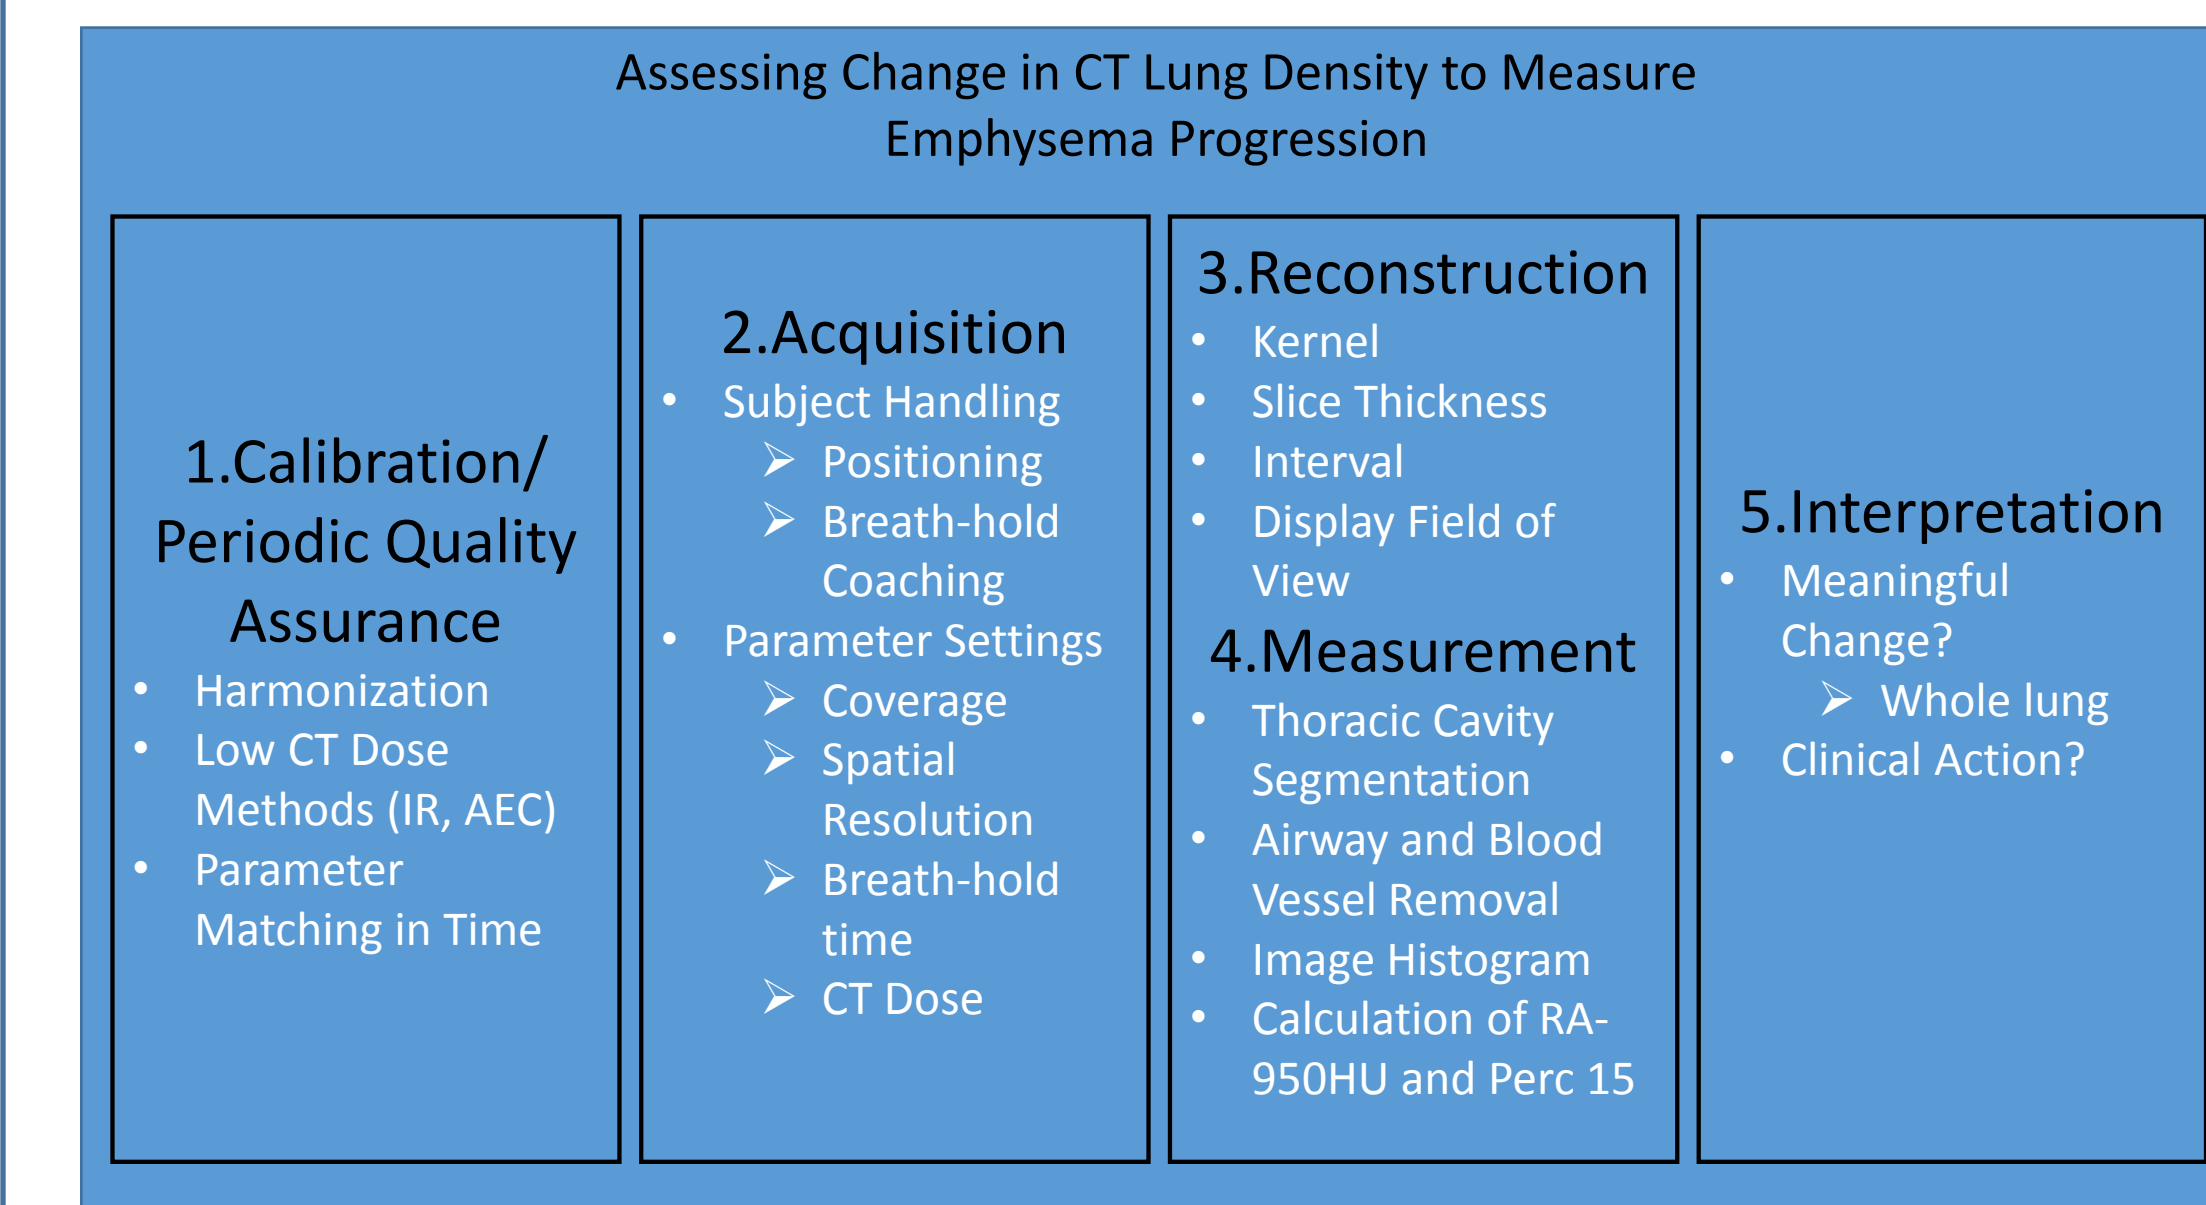 Assessing Change in CT Lung Density to Measure
Emphysema Progression
1.Calibration/
Periodic Quality
Assurance
• Harmonization
• Low CT Dose
Methods (IR, AEC)
• Parameter
Matching in Time
2.Acquisition
• Subject Handling
➢ Positioning
➢ Breath-hold
Coaching
• Parameter Settings
➢ Coverage
➢ Spatial
Resolution
➢ Breath-hold
time
➢ CT Dose
3.Reconstruction
• Kernel
• Slice Thickness
• Interval
• Display Field of
View
4.Measurement
• Thoracic Cavity
Segmentation
• Airway and Blood
Vessel Removal
• Image Histogram
• Calculation of RA-
950HU and Perc 15
5.Interpretation
• Meaningful
Change?
➢ Whole lung
• Clinical Action?